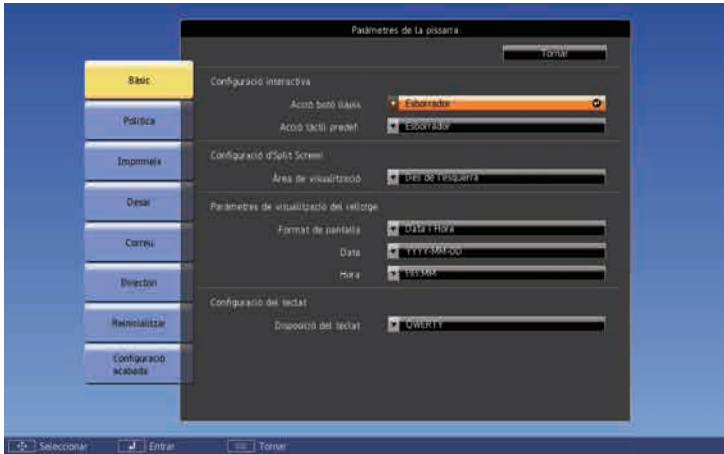 Paràmetres de la pissarra
Tornar
Bàsic
Política
Imprimeix
Desar
Correu
Directori
Reinicialitzar
Configuració
acabada
Configuració interactiva
Acció botó llapis
Esborrador
Acció tàctil predef.
Esborrador
Configuració d'Split Screen
Àrea de visualització
Des de l'esquerra
Paràmetres de visualització del rellotge
Format de pantalla
Data i Hora
Data
YYYY-MM-DD
Hora
HH:MM
Configuració del teclat
Disposició del teclat
QWERTY
Seleccionar
Entrar
Tornar